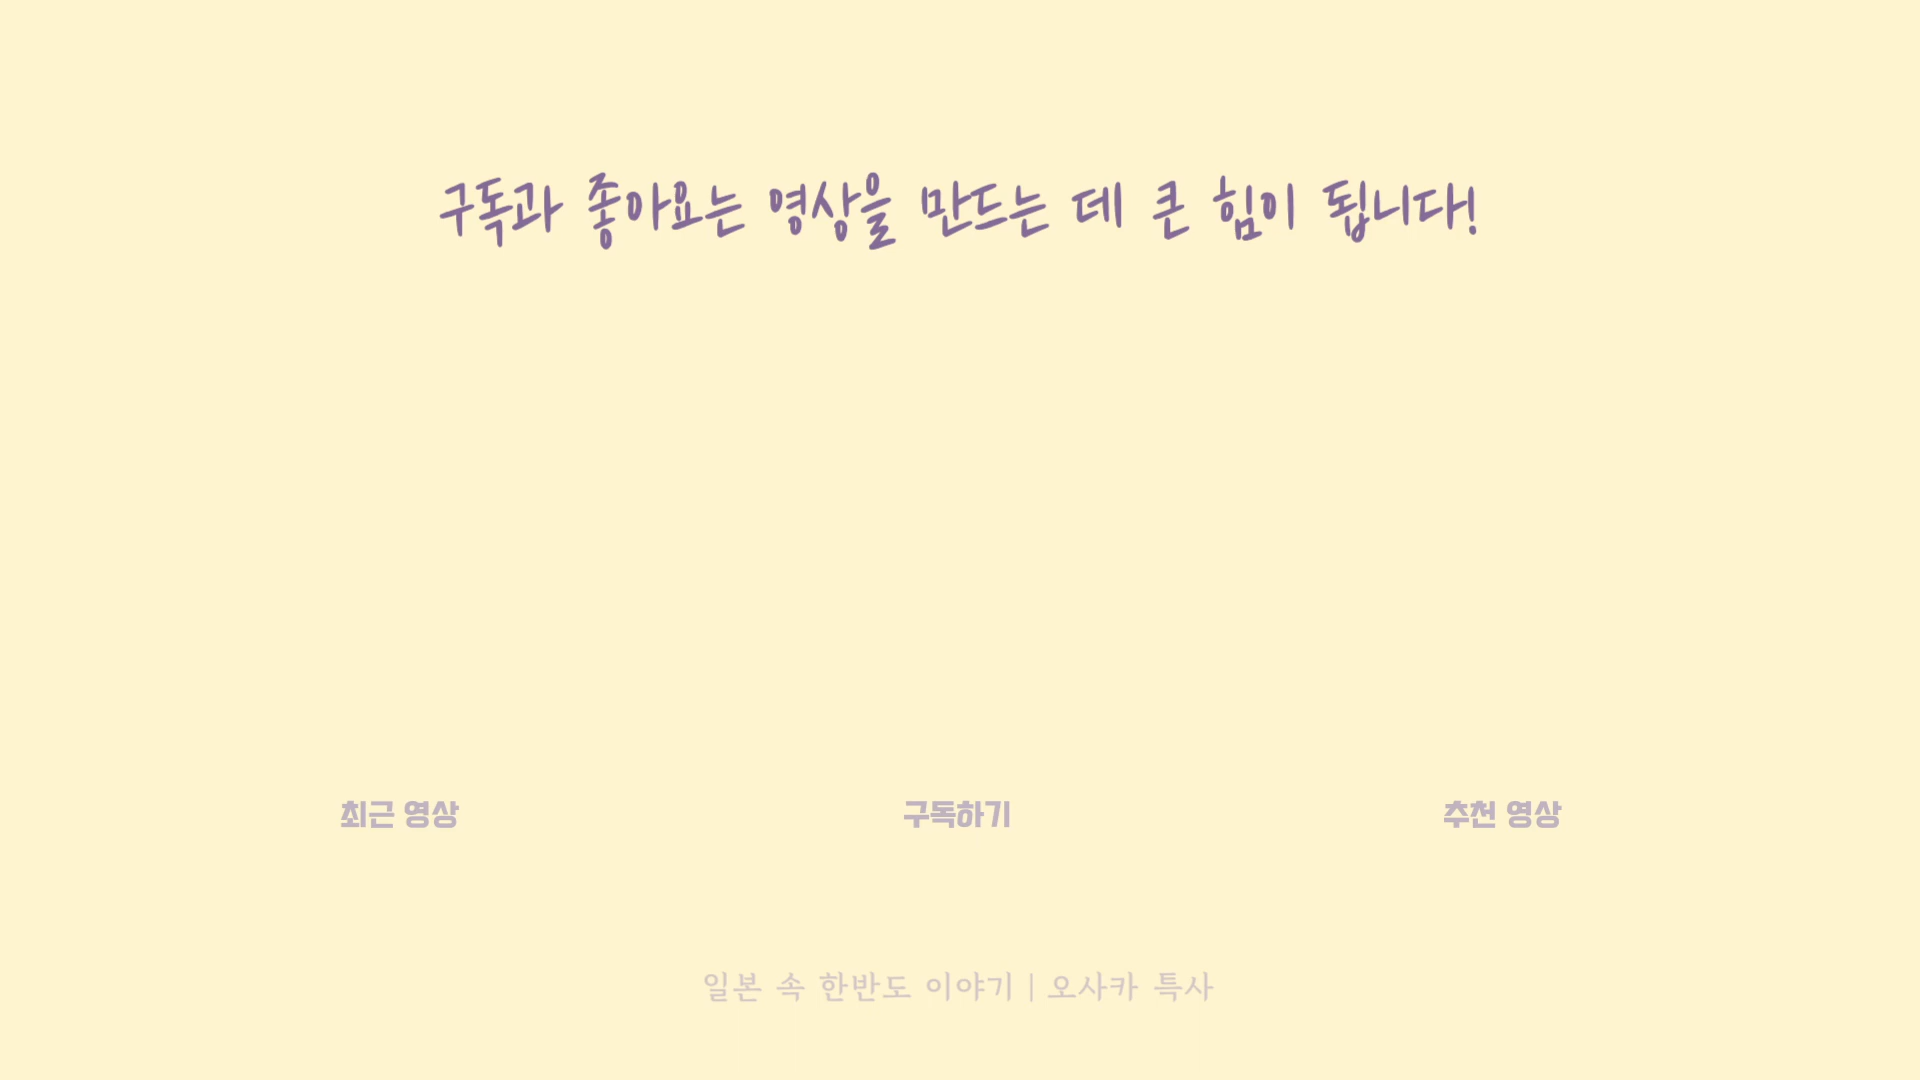 구독과 좋아요는 영상을 만드는 데 큰 힘이 됩니다!
최근 영상
구독하기
추천 영상
일본 속 한반도 이야기 | 오사카 특사